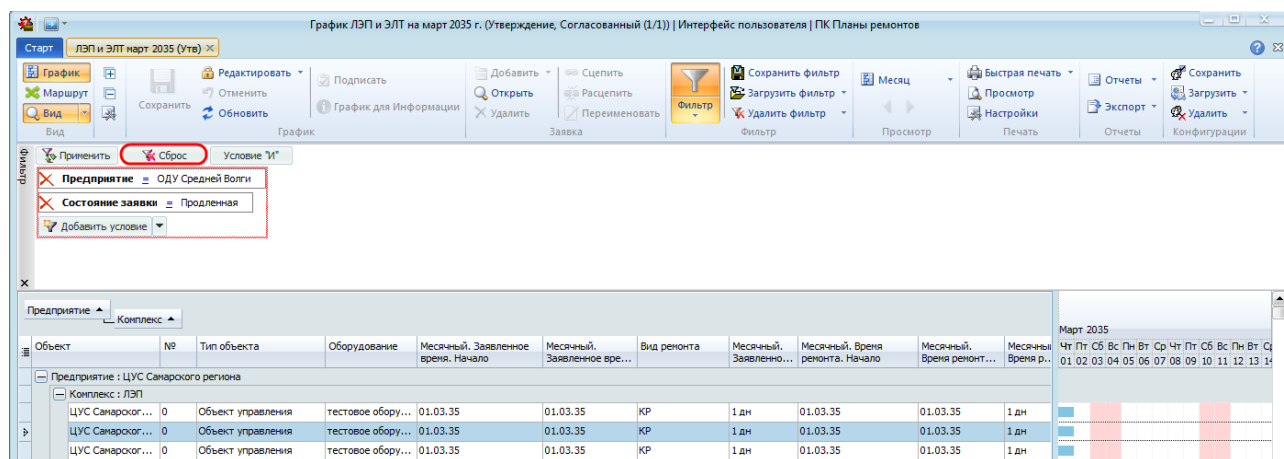 График ЛЭП и ЭЛТ на март 2035 г. (Утверждение, Согласованный (1/1)) | Интерфейс пользователя | ПК Планы ремонтов
Старт ЛЭП и ЭЛТ март 2035 (Утв)
График Редактировать Подписать Добавить Сцепить Сохранить фильтр Месяц Быстрая печать Отчеты Сохранить
Маршрут Сохранить Отменить Открыть Расцепить Фильтр Загрузить фильтр Просмотр Экспорт Загрузить
Вид Обновить График для Информации Удалить Переименовать Удалить фильтр Настройки Удалить
Вид График Заявка Фильтр Просмотр Печать Отчеты Конфигурации
Фильтр
Применить Сброс Условие "И"
Предприятие = ОДУ Средней Волги
Состояние заявки = Продленная
Добавить условие
Предприятие
Комплекс
Март 2035
Объект № Тип объекта Оборудование Месячный. Заявленное время. Начало Месячный. Заявленное вре... Вид ремонта Месячный. Заявленно... Месячный. Время ремонта. Начало Месячный. Время ремонт... Месячный Время р...
Чт Пт Сб Вс Пн Вт Ср Чт Пт Сб Вс Пн Вт Ср
01 02 03 04 05 06 07 08 09 10 11 12 13 14
Предприятие : ЦУС Самарского региона
Комплекс : ЛЭП
ЦУС Самарског... 0 Объект управления тестовое обору... 01.03.35 01.03.35 КР 1 дн 01.03.35 01.03.35 1 дн
ЦУС Самарског... 0 Объект управления тестовое обору... 01.03.35 01.03.35 КР 1 дн 01.03.35 01.03.35 1 дн
ЦУС Самарског... 0 Объект управления тестовое обору... 01.03.35 01.03.35 КР 1 дн 01.03.35 01.03.35 1 дн